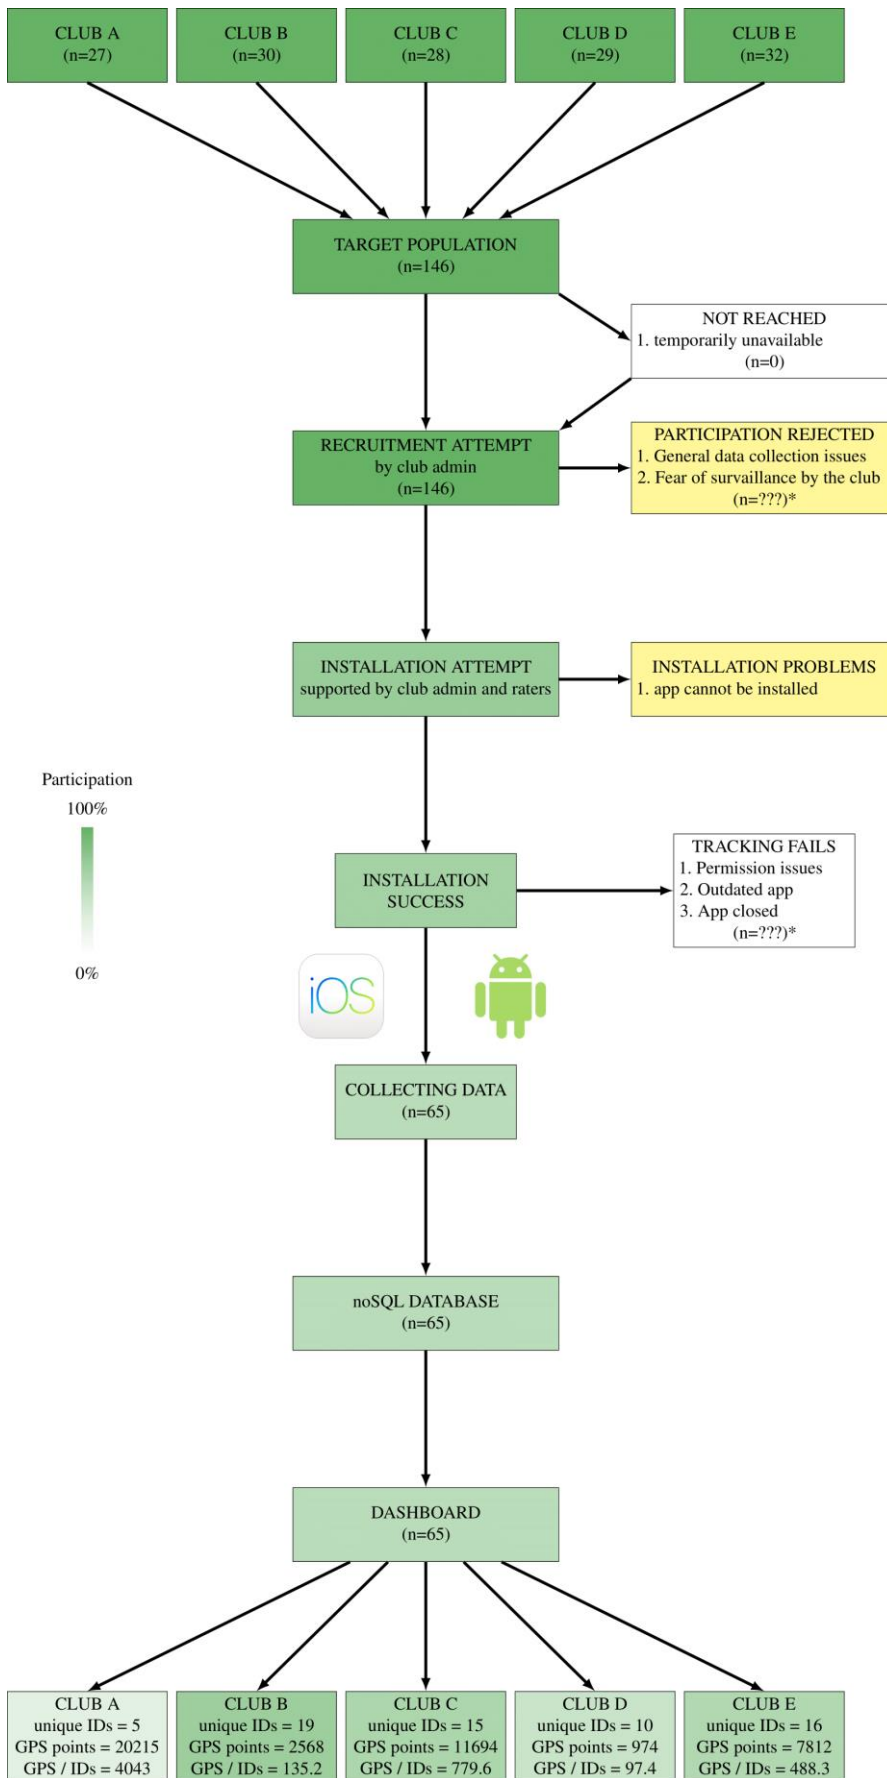 CLUB A
(n=27)
CLUB B
(n=30)
CLUB C
(n=28)
CLUB D
(n=29)
CLUB E
(n=32)
TARGET POPULATION
(n=146)
NOT REACHED
1. temporarily unavailable
(n=0)
RECRUITMENT ATTEMPT
by club admin
(n=146)
PARTICIPATION REJECTED
1. General data collection issues
2. Fear of survaillance by the club
(n=???)*
INSTALLATION ATTEMPT
supported by club admin and raters
INSTALLATION PROBLEMS
1. app cannot be installed
Participation
100%
0%
INSTALLATION
SUCCESS
TRACKING FAILS
1. Permission issues
2. Outdated app
3. App closed
(n=???)*
iOS
COLLECTING DATA
(n=65)
noSQL DATABASE
(n=65)
DASHBOARD
(n=65)
CLUB A
unique IDs = 5
GPS points = 20215
GPS / IDs = 4043
CLUB B
unique IDs = 19
GPS points = 2568
GPS / IDs = 135.2
CLUB C
unique IDs = 15
GPS points = 11694
GPS / IDs = 779.6
CLUB D
unique IDs = 10
GPS points = 974
GPS / IDs = 97.4
CLUB E
unique IDs = 16
GPS points = 7812
GPS / IDs = 488.3